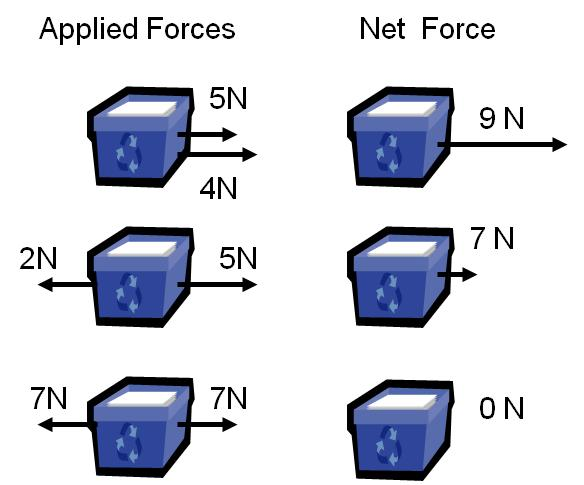 Applied Forces
Net Force
5N
4N
9 N
2N
5N
7 N
7N
7N
0 N